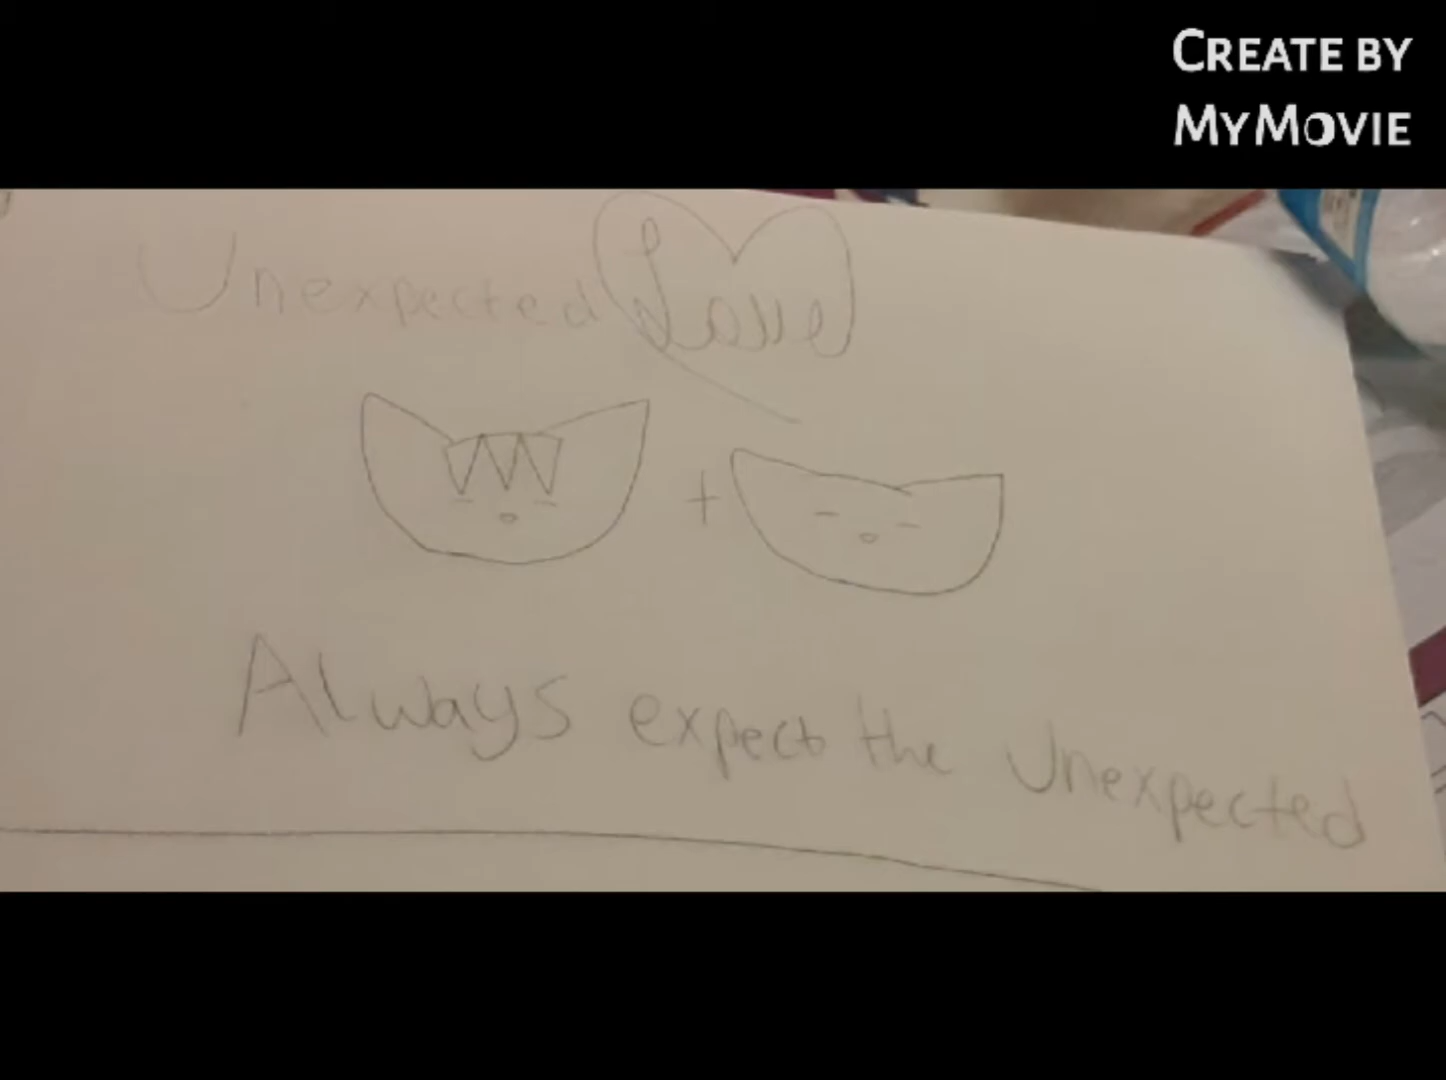 CREATE BY
MYMOVIE
Unexpected Love
+
Always expect the Unexpected